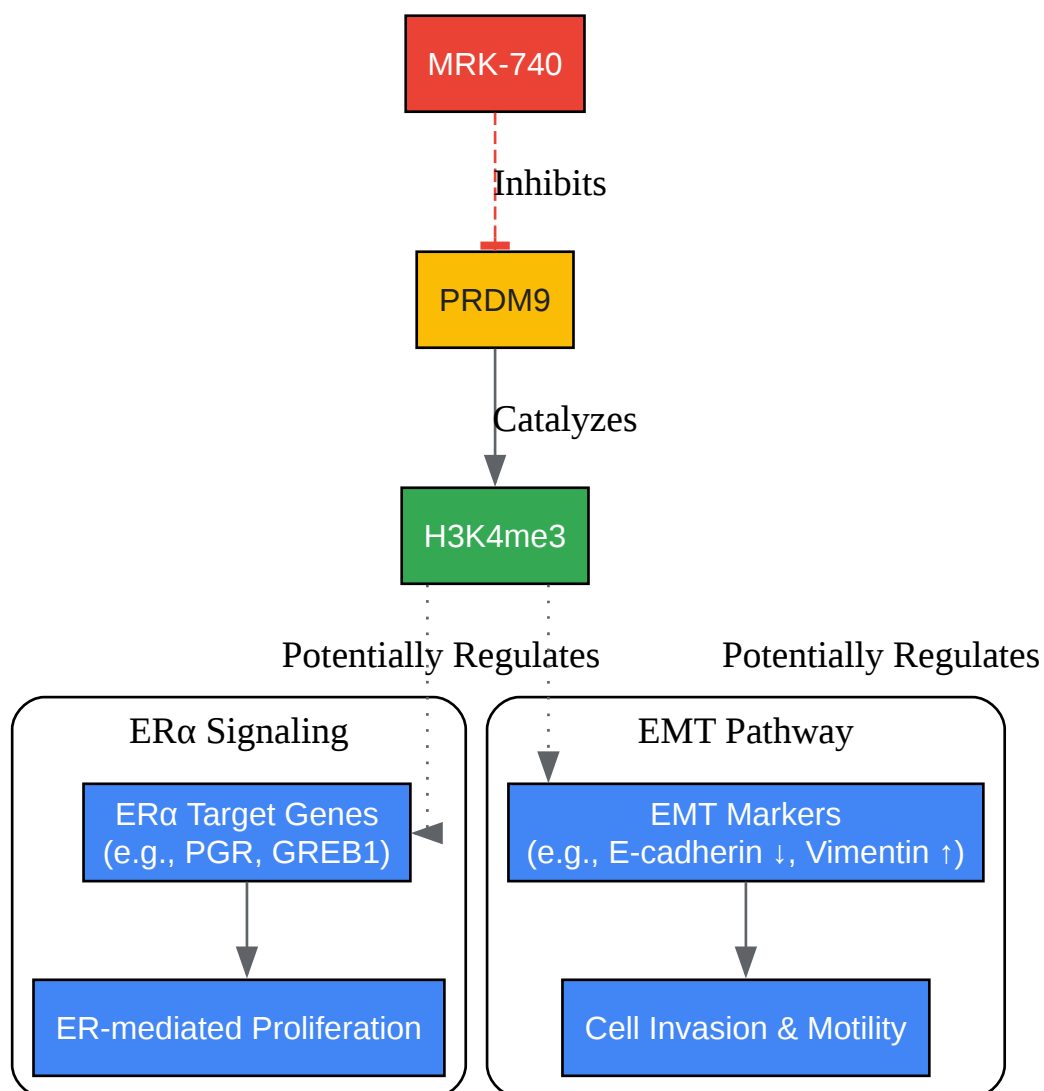 MRK-740
Inhibits
PRDM9
Catalyzes
H3K4me3
Potentially Regulates
Potentially Regulates
ERα Signaling
ERα Target Genes
(e.g., PGR, GREB1)
ER-mediated Proliferation
EMT Pathway
EMT Markers
(e.g., E-cadherin ↓, Vimentin ↑)
Cell Invasion & Motility